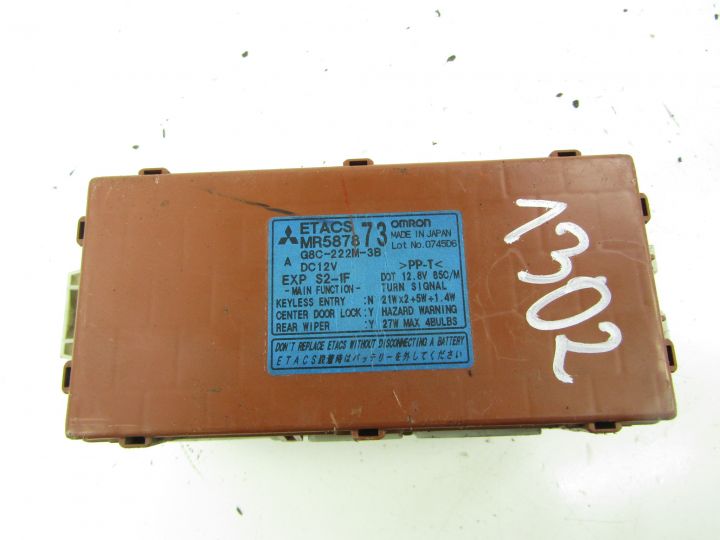 ETACS 73 OMRON
MR5878 MADE IN JAPAN
A G8C-222M-3B Lot No. 0745D6
DC12V >PP-T<
EXP S2-1F DOT 12.8V 85C/M
- MAIN FUNCTION - TURN SIGNAL
KEYLESS ENTRY :N 21W×2+5W÷1.4W
CENTER DOOR LOCK :Y HAZARD WARNING
REAR WIPER :Y 27W MAX 4BULBS
DON'T REPLACE ETACS WITHOUT DISCONNECTING A BATTERY
ETACS脱着時はバッテリーを外してください
1302